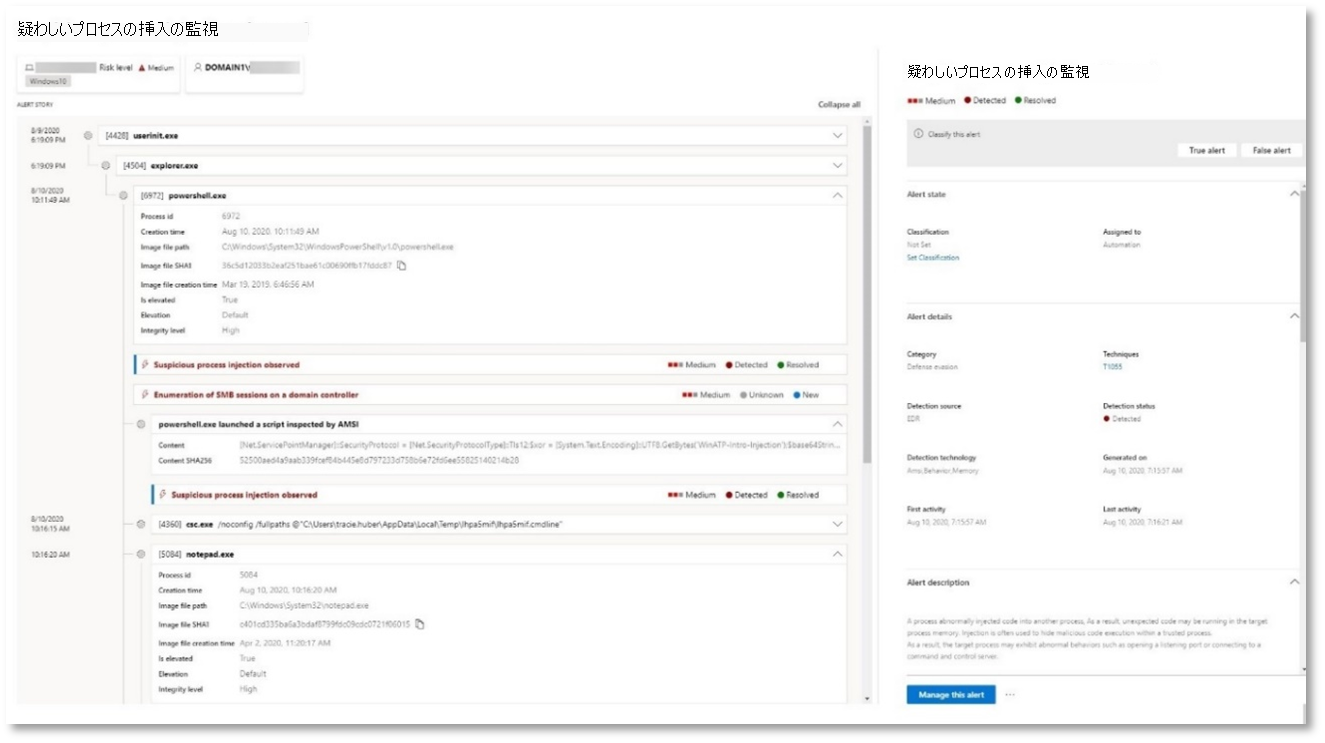 疑わしいプロセスの挿入の監視
Risk level Medium
Windows10
DOMAIN1\
ALERT STORY
Collapse all
8/9/2020
6:19:09 PM
[4428] userinit.exe
6:19:09 PM
[4504] explorer.exe
8/10/2020
10:11:49 AM
[6972] powershell.exe
Process id 6972
Creation time Aug 10, 2020, 10:11:49 AM
Image file path C:\Windows\System32\WindowsPowerShell\v1.0\powershell.exe
Image file SHA1
Image file creation time Mar 19, 2019, 6:46:56 AM
Is elevated True
Elevation Default
Integrity level High
Suspicious process injection observed Medium Detected Resolved
Enumeration of SMB sessions on a domain controller Medium Unknown New
powershell.exe launched a script inspected by AMSI
Content [Net.ServicePointManager]::SecurityProtocol = [Net.SecurityProtocolType]::Tls12;$xor = [System.Text.Encoding]::UTF8.GetBytes('WinATP-Intro-Injection');$base64Strin...
Content SHA256
Suspicious process injection observed Medium Detected Resolved
8/10/2020
10:16:15 AM
[4360] csc.exe /noconfig /fullpaths @"C:\Users\tracie.huber\AppData\Local\Temp\
10:16:20 AM
[5084] notepad.exe
Process id 5084
Creation time Aug 10, 2020, 10:16:20 AM
Image file path C:\Windows\System32\notepad.exe
Image file SHA1
Image file creation time Apr 2, 2020, 11:20:17 AM
Is elevated True
Elevation Default
Integrity level High
疑わしいプロセスの挿入の監視
Medium Detected Resolved
Classify this alert
True alert False alert
Alert state
Classification Assigned to
Not Set Automation
Set Classification
Alert details
Category Techniques
Defense evasion T1055
Detection source Detection status
EDR Detected
Detection technology Generated on
Amsi,Behavior,Memory Aug 10, 2020, 7:15:57 AM
First activity Last activity
Aug 10, 2020, 7:15:57 AM Aug 10, 2020, 7:16:21 AM
Alert description
A process abnormally injected code into another process, As a result, unexpected code may be running in the target
process memory. Injection is often used to hide malicious code execution within a trusted process.
As a result, the target process may exhibit abnormal behaviors such as opening a listening port or connecting to a
command and control server.
Manage this alert ...